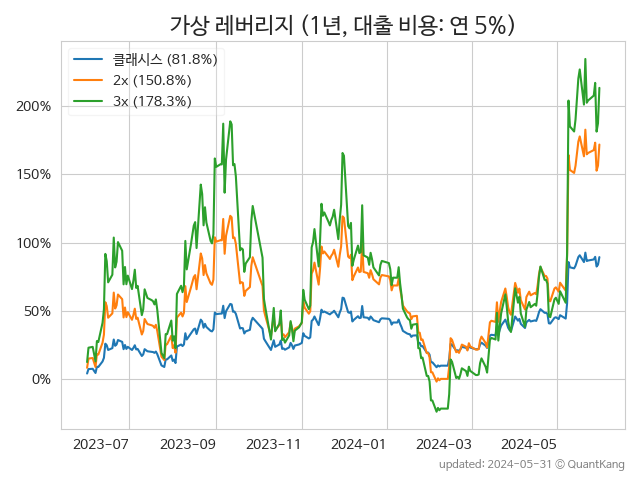 가상 레버리지 (1년, 대출 비용: 연 5%)
클래시스 (81.8%)
2x (150.8%)
3x (178.3%)
200%
150%
100%
50%
0%
2023-07 2023-09 2023-11 2024-01 2024-03 2024-05
updated: 2024-05-31 © QuantKang